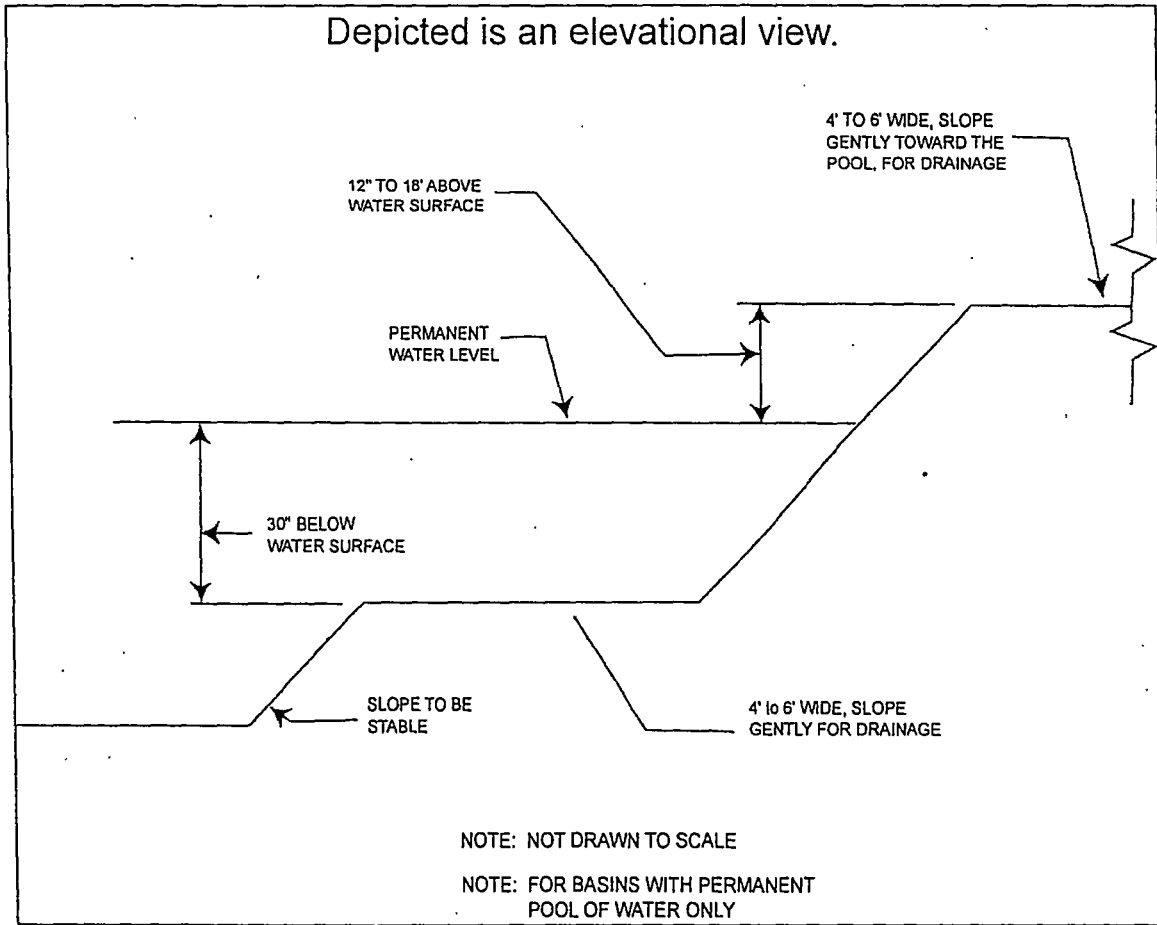 Depicted is an elevational view.
4' TO 6' WIDE, SLOPE
GENTLY TOWARD THE
POOL, FOR DRAINAGE
12" TO 18' ABOVE
WATER SURFACE
PERMANENT
WATER LEVEL
30" BELOW
WATER SURFACE
SLOPE TO BE
STABLE
4' to 6' WIDE, SLOPE
GENTLY FOR DRAINAGE
NOTE: NOT DRAWN TO SCALE
NOTE: FOR BASINS WITH PERMANENT
POOL OF WATER ONLY